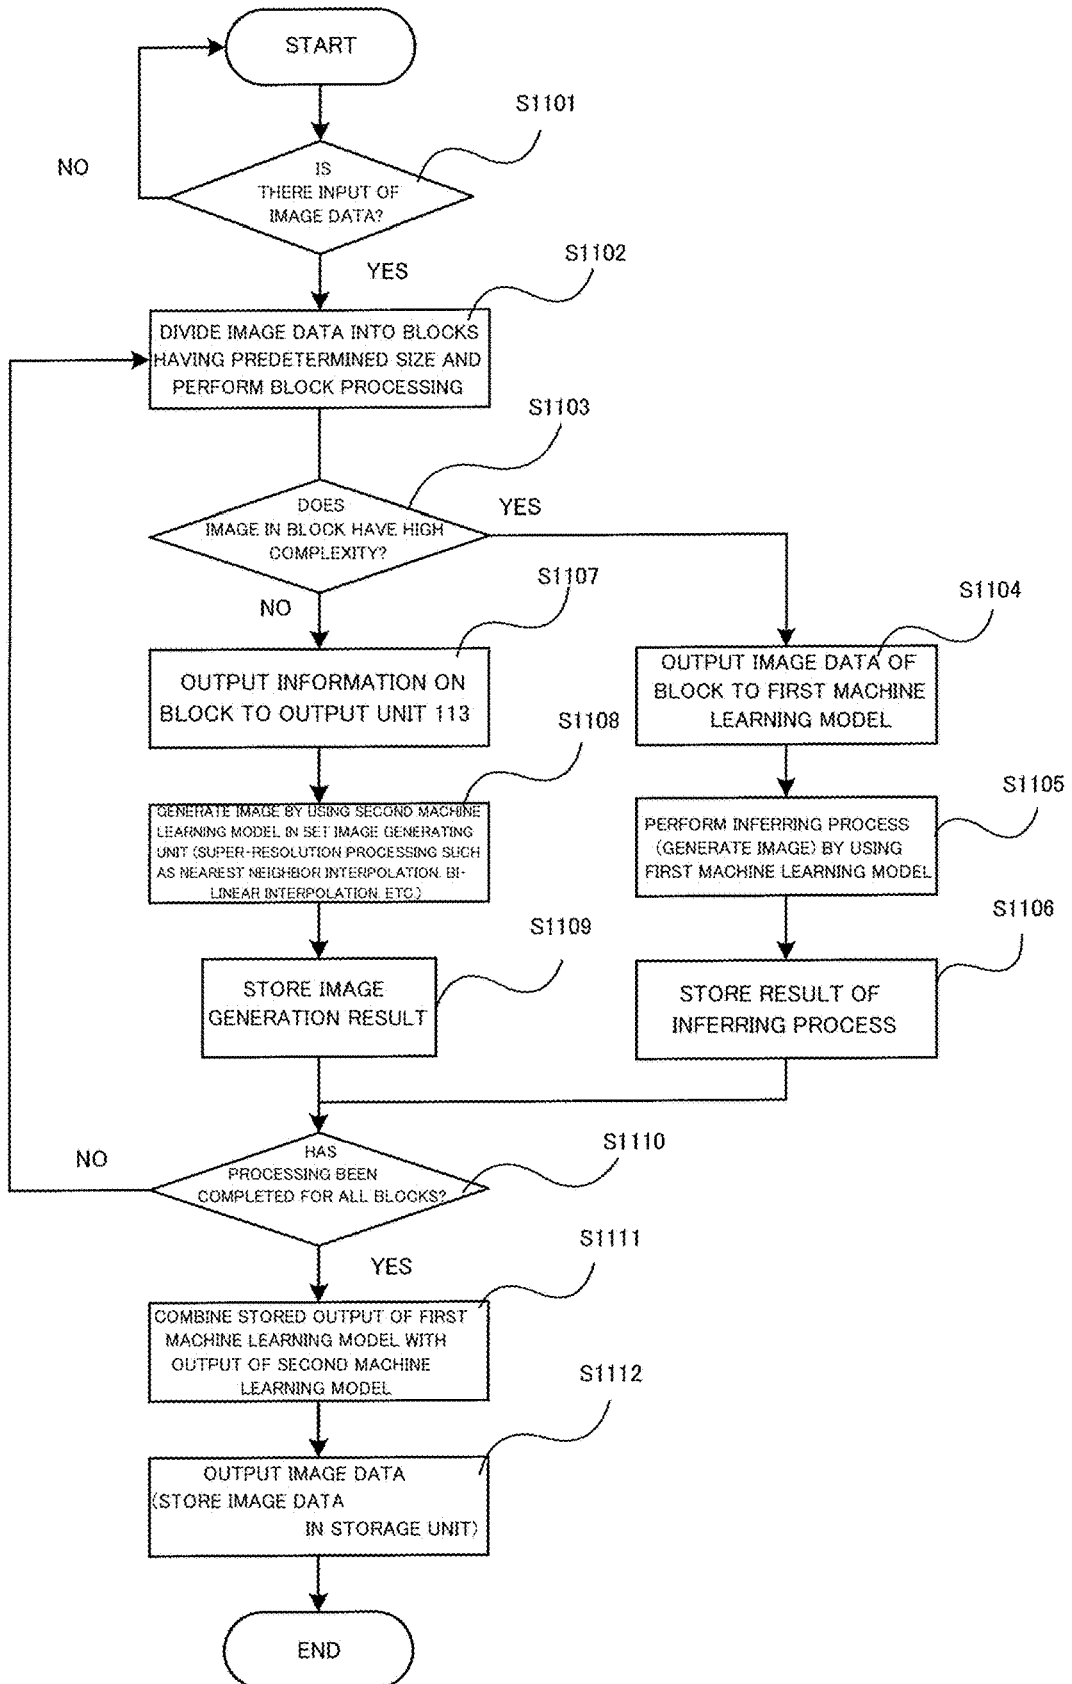 START
S1101
NO
IS
THERE INPUT OF
IMAGE DATA?
YES
S1102
DIVIDE IMAGE DATA INTO BLOCKS
HAVING PREDETERMINED SIZE AND
PERFORM BLOCK PROCESSING
S1103
DOES
IMAGE IN BLOCK HAVE HIGH
COMPLEXITY?
YES
NO
S1107
S1104
OUTPUT INFORMATION ON
BLOCK TO OUTPUT UNIT 113
OUTPUT IMAGE DATA OF
BLOCK TO FIRST MACHINE
LEARNING MODEL
S1108
S1105
GENERATE IMAGE BY USING SECOND MACHINE
LEARNING MODEL IN SET IMAGE GENERATING
UNIT (SUPER-RESOLUTION PROCESSING SUCH
AS NEAREST NEIGHBOR INTERPOLATION. BI-
LINEAR INTERPOLATION. ETC.)
PERFORM INFERRING PROCESS
(GENERATE IMAGE) BY USING
FIRST MACHINE LEARNING MODEL
S1109
S1106
STORE IMAGE
GENERATION RESULT
STORE RESULT OF
INFERRING PROCESS
S1110
NO
HAS
PROCESSING BEEN
COMPLETED FOR ALL BLOCKS?
YES
S1111
COMBINE STORED OUTPUT OF FIRST
MACHINE LEARNING MODEL WITH
OUTPUT OF SECOND MACHINE
LEARNING MODEL
S1112
OUTPUT IMAGE DATA
(STORE IMAGE DATA
IN STORAGE UNIT)
END